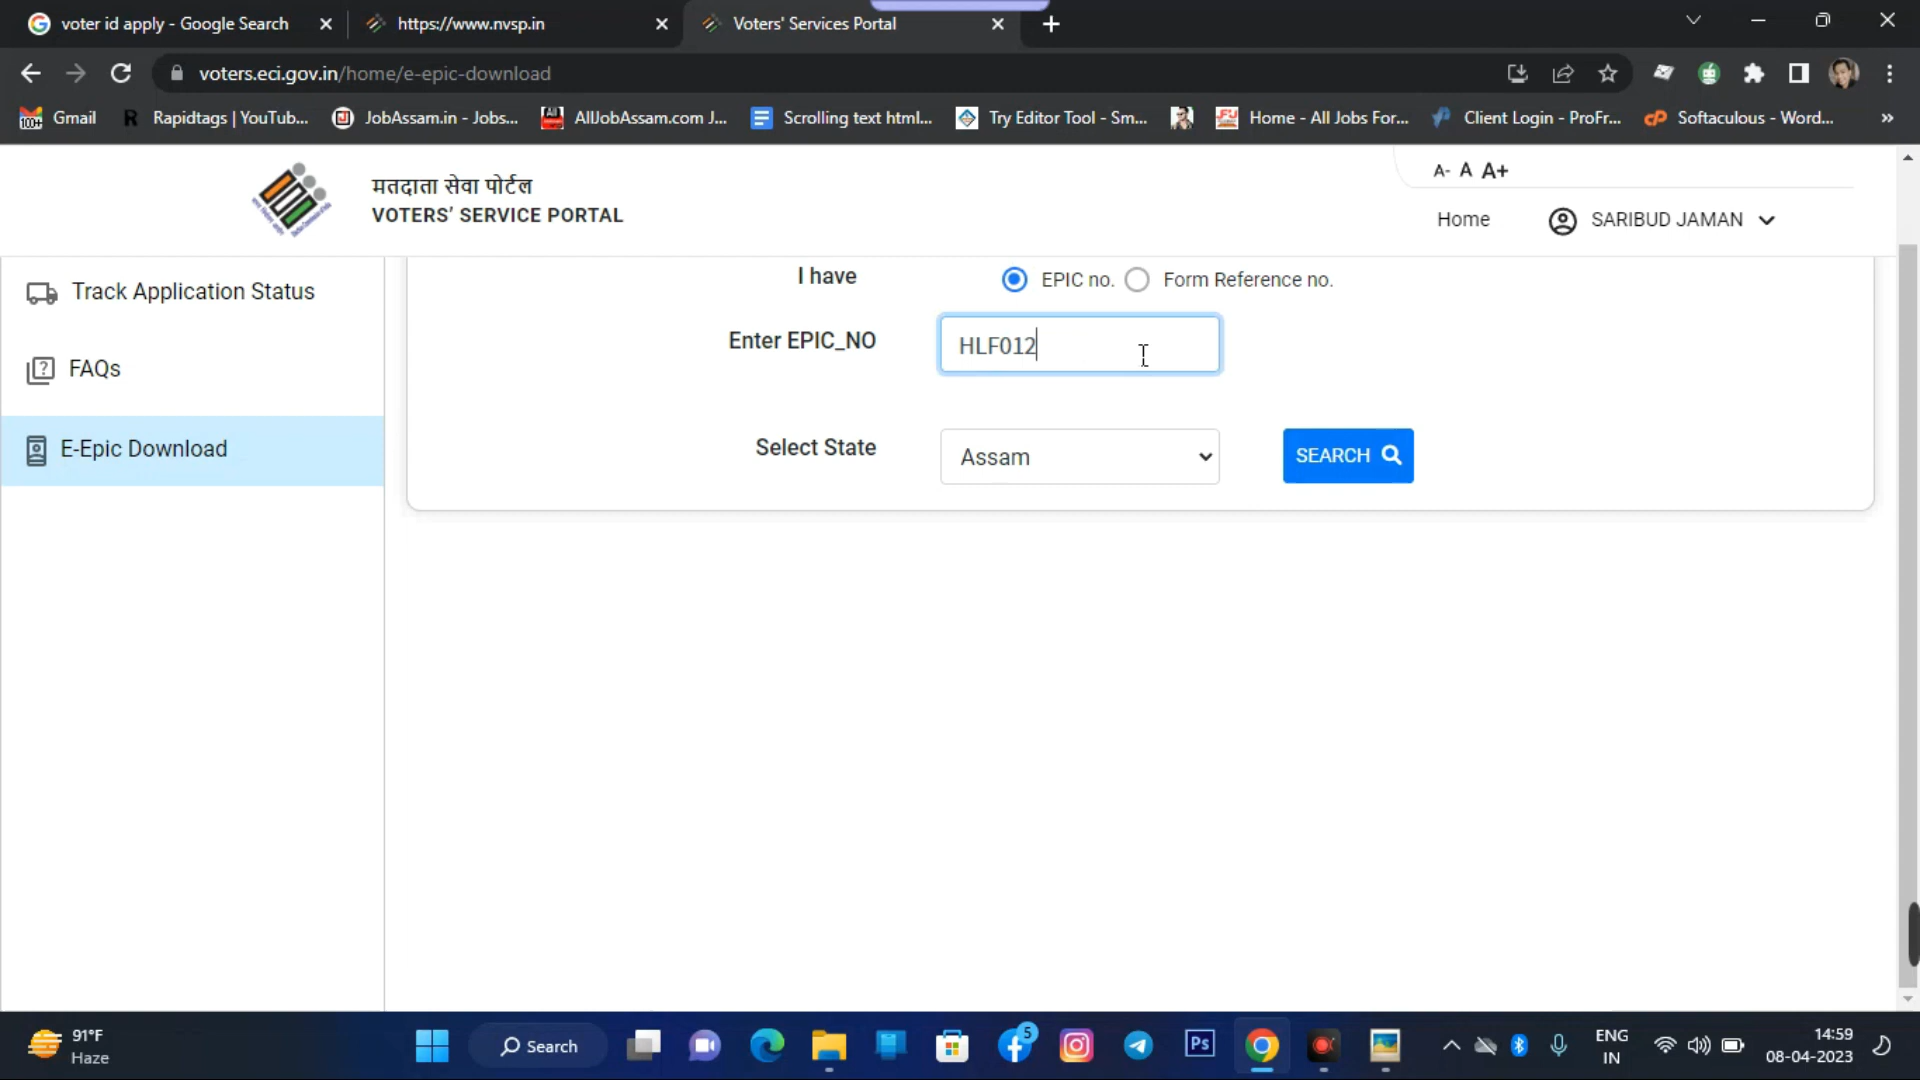 voter id apply - Google Search
https://www.nvsp.in
Voters' Services Portal
voters.eci.gov.in/home/e-epic-download
100+ Gmail
Rapidtags | YouTub...
JobAssam.in - Jobs...
AllJobAssam.com J...
Scrolling text html...
Try Editor Tool - Sm...
Home - All Jobs For...
Client Login - ProFr...
Softaculous - Word...
मतदाता सेवा पोर्टल
VOTERS' SERVICE PORTAL
A- A A+
Home
SARIBUD JAMAN
Track Application Status
FAQs
E-Epic Download
I have
EPIC no.
Form Reference no.
Enter EPIC_NO
HLF012
Select State
Assam
SEARCH
91°F
Haze
Search
5
Ps
ENG
IN
14:59
08-04-2023